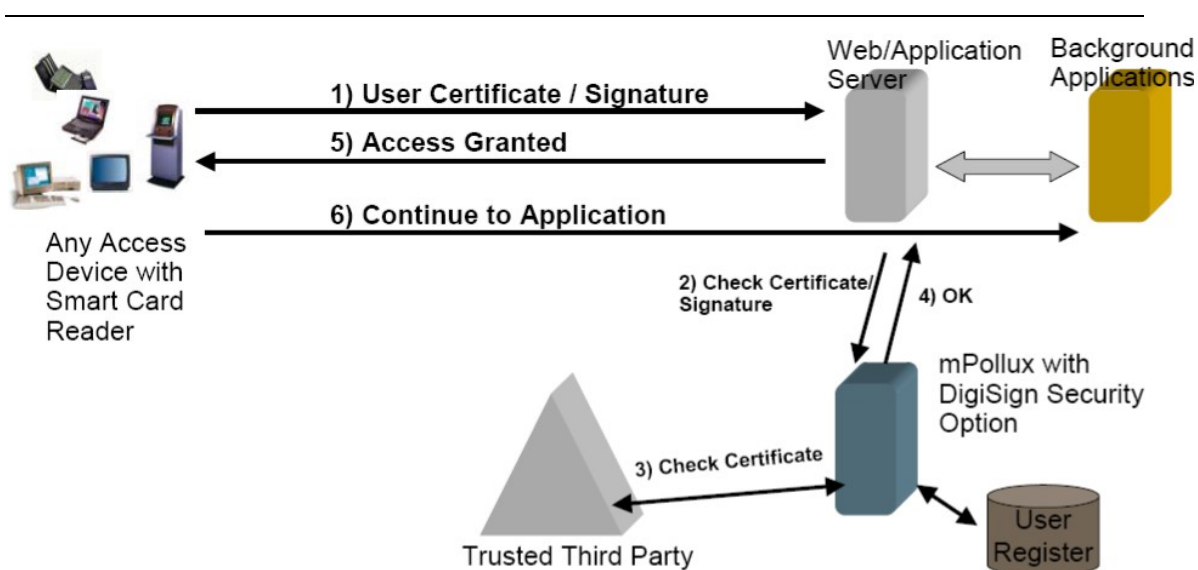 Web/Application
Server
Background
Applications
1) User Certificate / Signature
5) Access Granted
6) Continue to Application
Any Access
Device with
Smart Card
Reader
2) Check Certificate/
Signature
4) OK
mPollux with
DigiSign Security
Option
3) Check Certificate
Trusted Third Party
User
Register